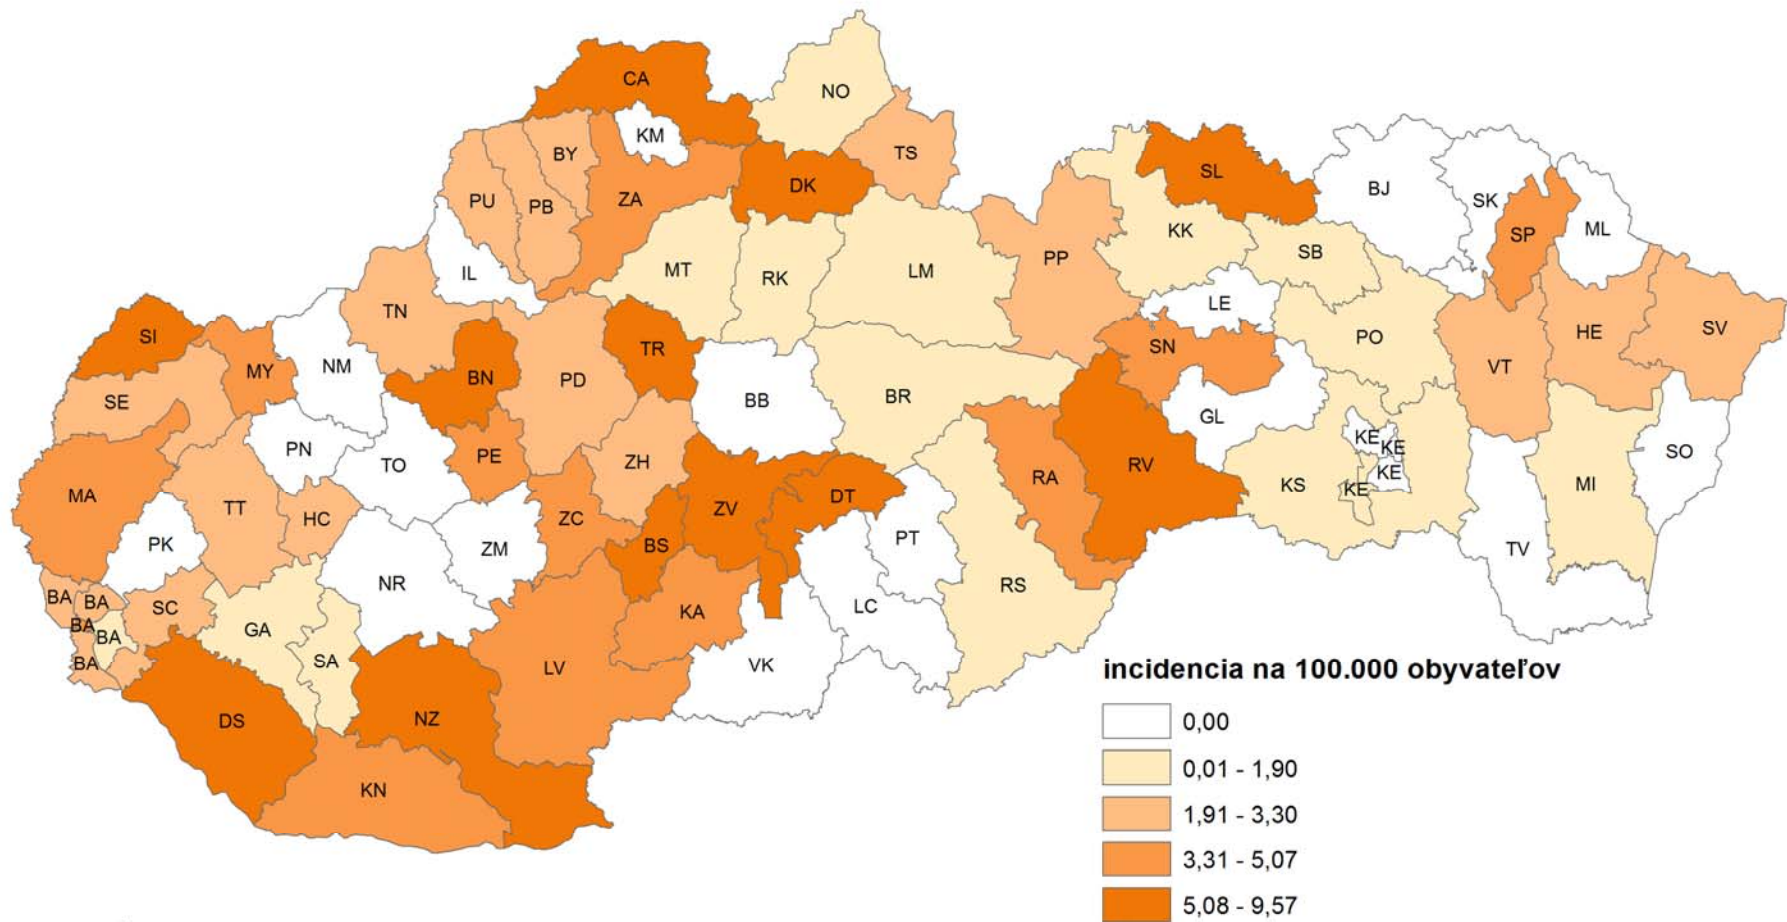 NO
CA
KM
BY
TS
PU
PB
ZA
DK
SL
BJ
SK
SP
ML
KK
SB
IL
MT
RK
LM
PP
LE
TN
SI
MY
NM
BN
PD
TR
SN
PO
VT
HE
SV
SE
BB
BR
GL
PN
TO
PE
ZH
RA
RV
KS
KE
KE
KE
KE
MI
SO
MA
TT
HC
ZC
ZV
DT
PK
ZM
BS
PT
TV
NR
RS
BA
BA
SC
BA
BA
BA
GA
SA
KA
LC
LV
VK
DS
NZ
KN
incidencia na 100.000 obyvateľov
0,00
0,01 - 1,90
1,91 - 3,30
3,31 - 5,07
5,08 - 9,57